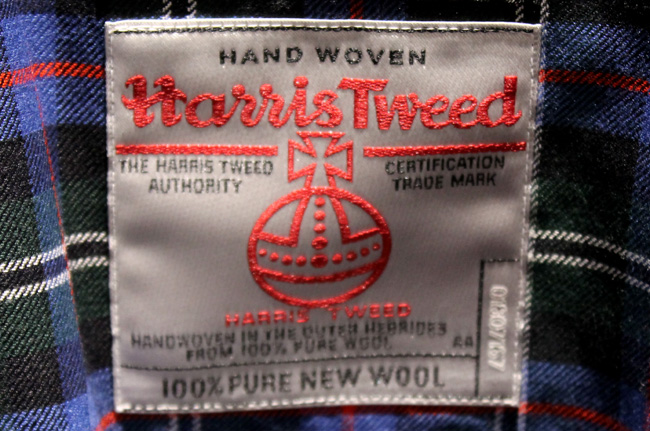 HAND WOVEN
Harris Tweed
THE HARRIS TWEED
AUTHORITY
CERTIFICATION
TRADE MARK
HARRIS TWEED
HANDWOVEN IN THE OUTER HEBRIDES
FROM 100% PURE WOOL
AA
100% PURE NEW WOOL